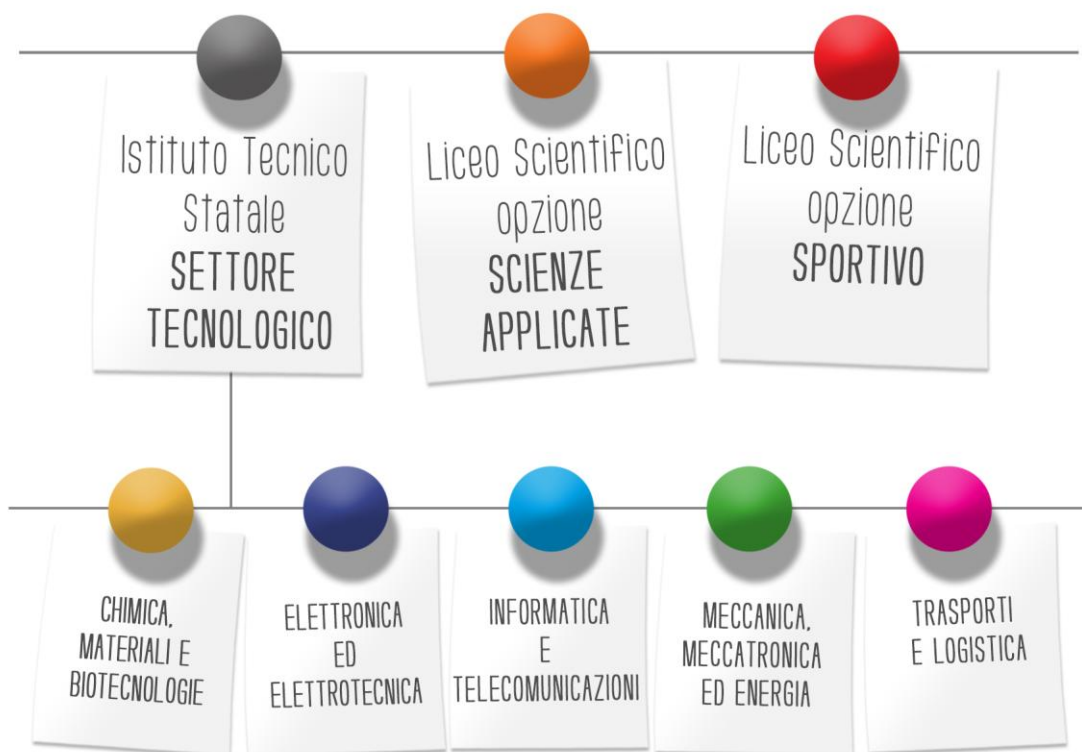 Istituto Tecnico
Statale
SETTORE
TECNOLOGICO
Liceo Scientifico
opzione
SCIENZE
APPLICATE
Liceo Scientifico
opzione
SPORTIVO
CHIMICA,
MATERIALI E
BIOTECNOLOGIE
ELETTRONICA
ED
ELETTROTECNICA
INFORMATICA
E
TELECOMUNICAZIONI
MECCANICA,
MECCATRONICA
ED ENERGIA
TRASPORTI
E LOGISTICA